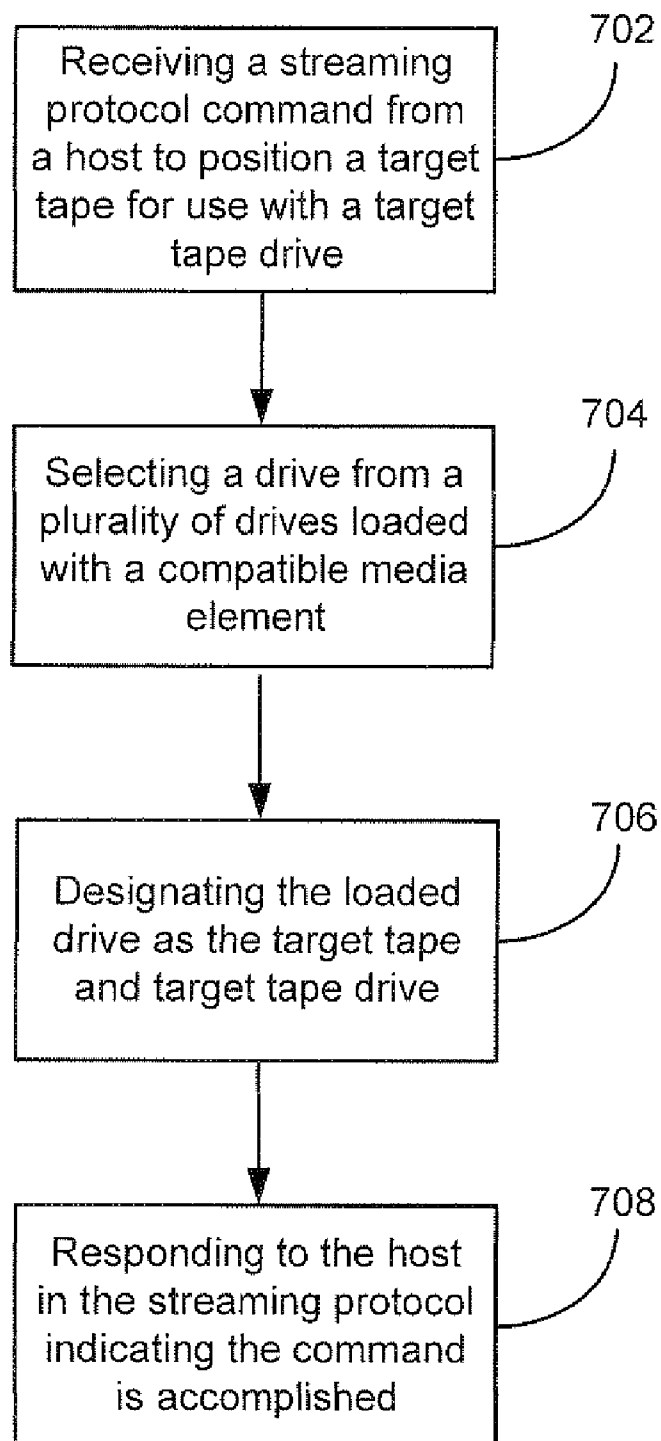 702
Receiving a streaming
protocol command from
a host to position a target
tape for use with a target
tape drive
704
Selecting a drive from a
plurality of drives loaded
with a compatible media
element
706
Designating the loaded
drive as the target tape
and target tape drive
708
Responding to the host
in the streaming protocol
indicating the command
is accomplished